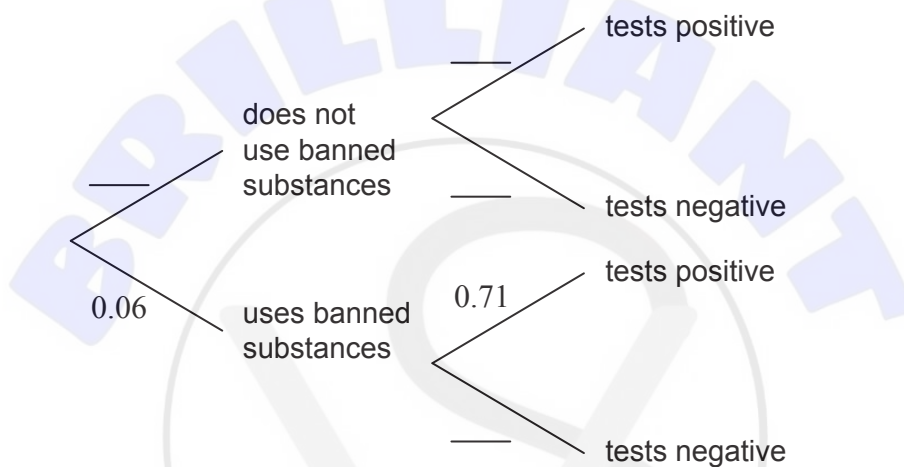 BRILLIANT
tests positive
does not
use banned
substances
tests negative
tests positive
0.06
0.71
uses banned
substances
tests negative